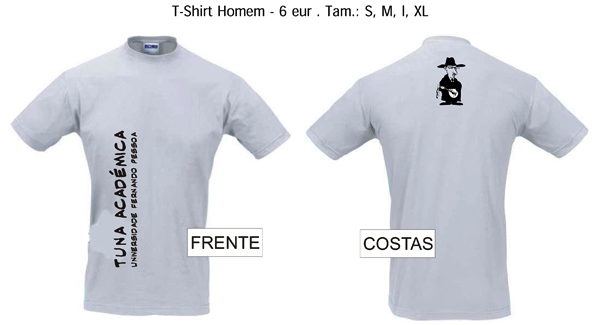 T-Shirt Homem - 6 eur . Tam.: S, M, l, XL
TUNA ACADÉMICA
UNIVERSIDADE FERNANDO PESSOA
FRENTE
COSTAS